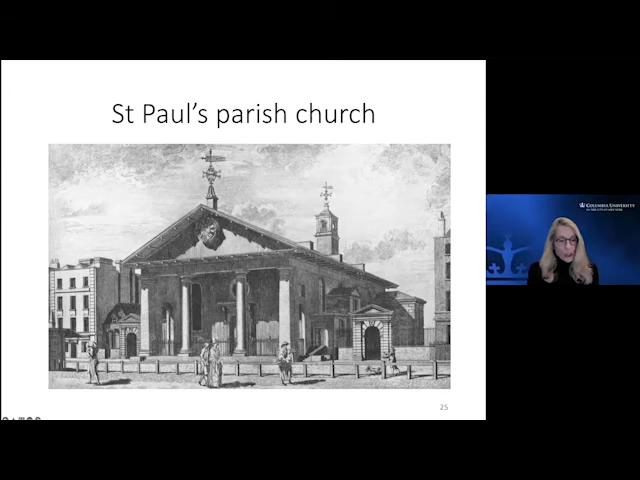 St Paul’s parish church
25
COLUMBIA UNIVERSITY
IN THE CITY OF NEW YORK